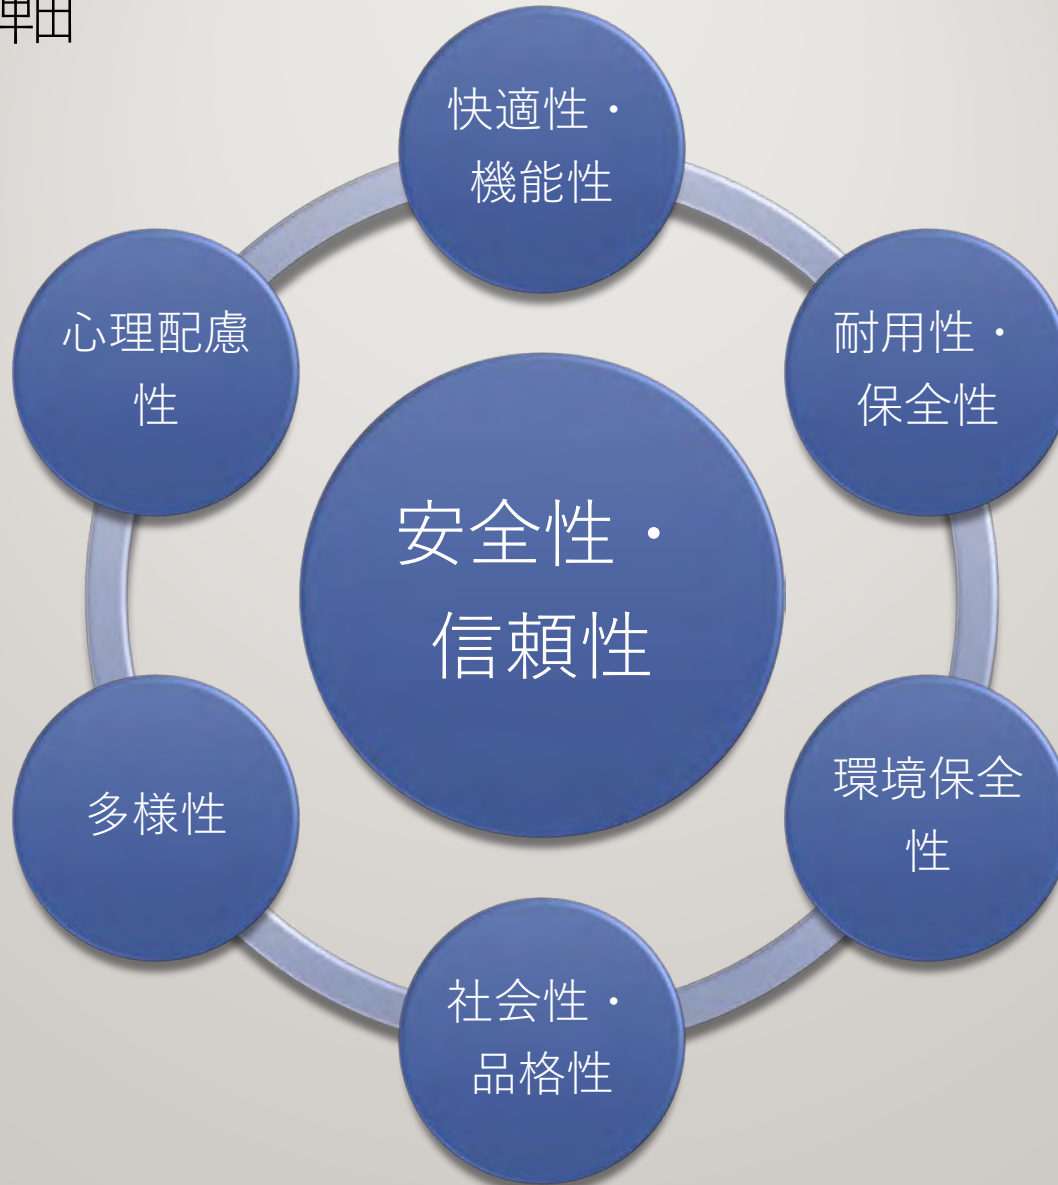 軸
快適性・
機能性
心理配慮
性
耐用性・
保全性
安全性・
信頼性
多様性
環境保全
性
社会性・
品格性